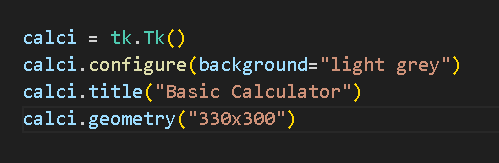 calci = tk.Tk()
calci.configure(background="light grey")
calci.title("Basic Calculator")
calci.geometry("330x300")